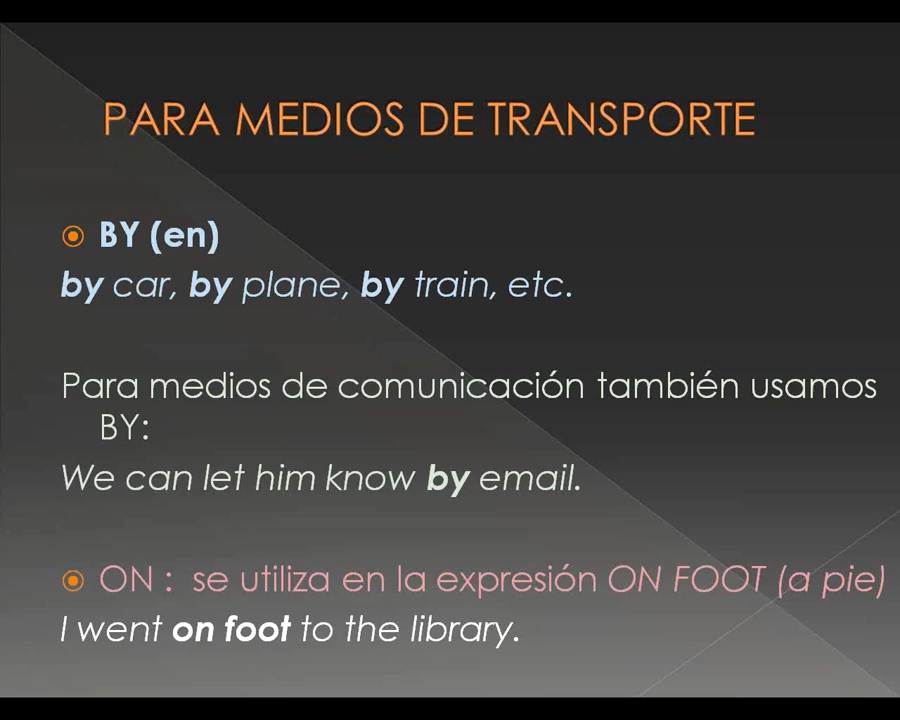 PARA MEDIOS DE TRANSPORTE
BY (en)
by car, by plane, by train, etc.
Para medios de comunicación también usamos
BY:
We can let him know by email.
ON : se utiliza en la expresión ON FOOT (a pie)
I went on foot to the library.